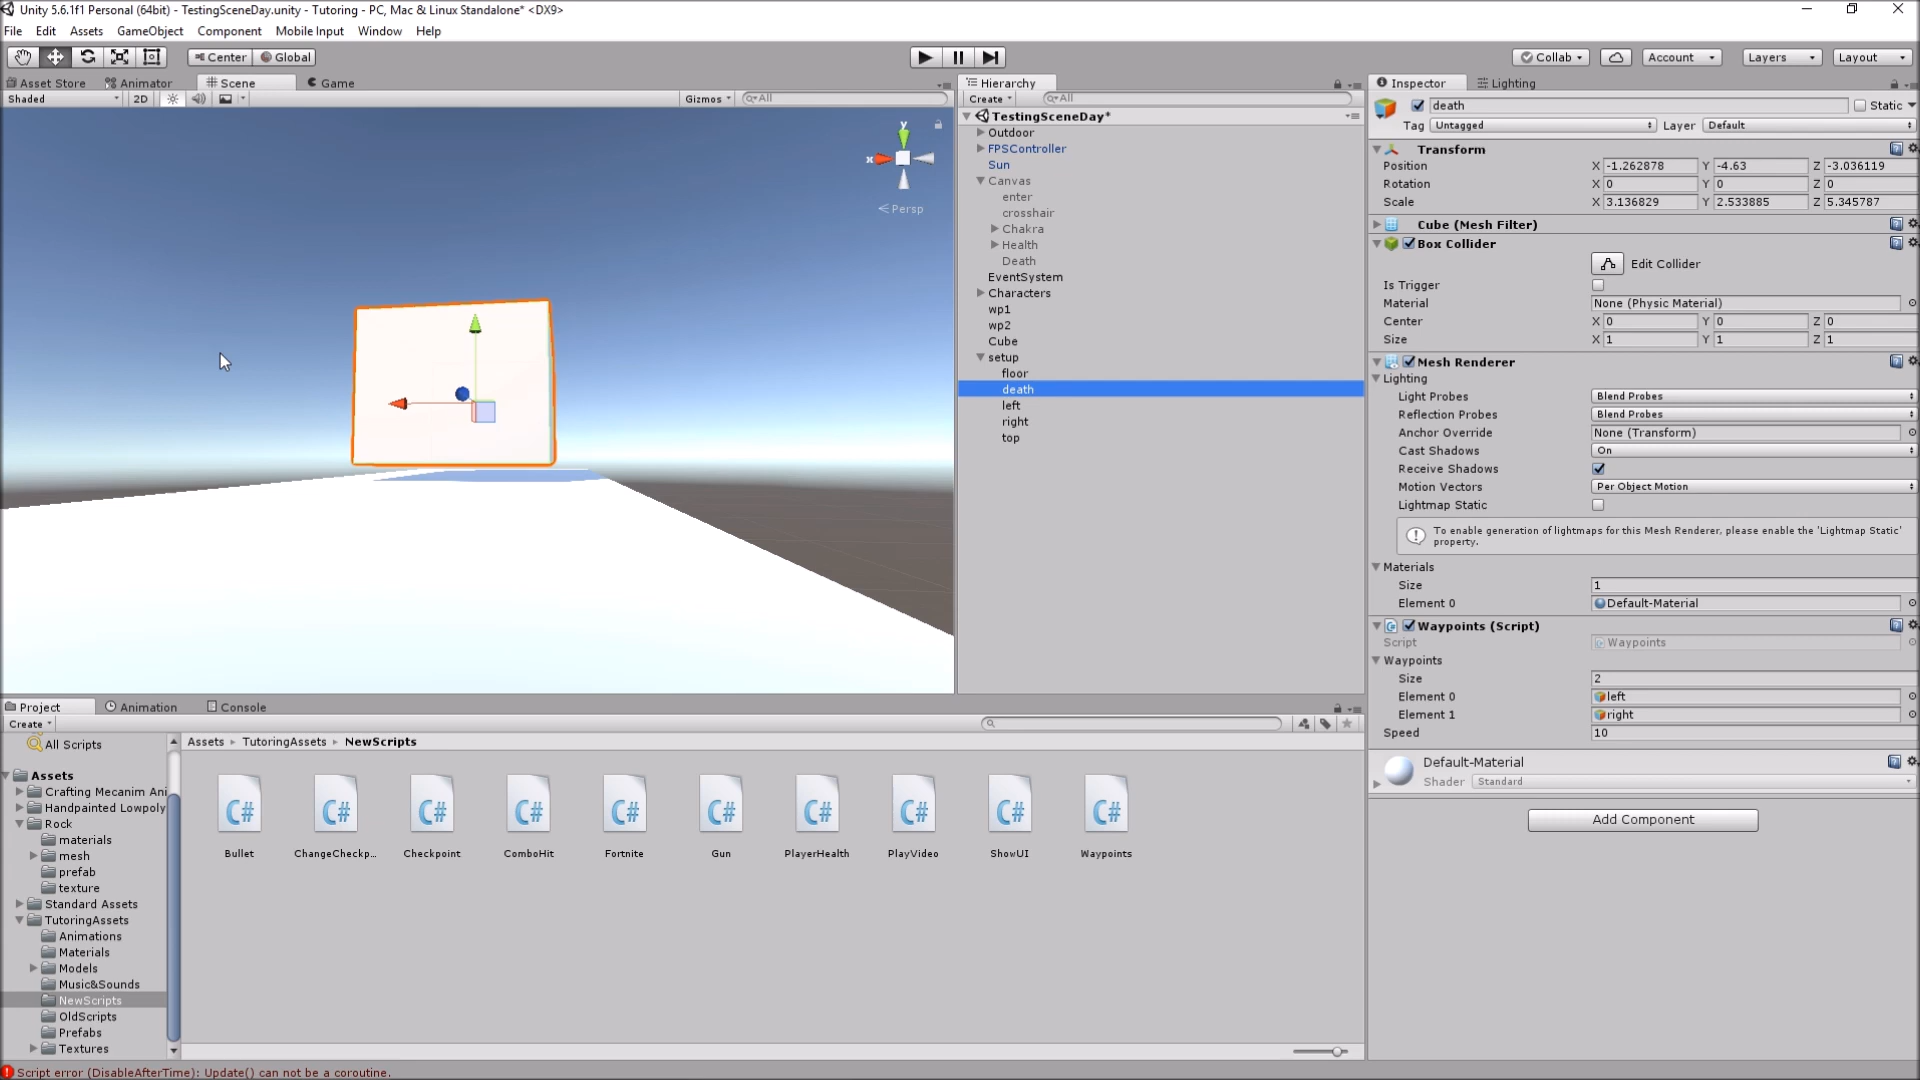 Unity 5.6.1f1 Personal (64bit) - TestingSceneDay.unity - Tutoring - PC, Mac & Linux Standalone* <DX9>
File Edit Assets GameObject Component Mobile Input Window Help
Center Global Collab Account Layers Layout
Asset Store Animator Scene Game
Shaded 2D Gizmos All
y
x
Persp
Hierarchy
Create All
TestingSceneDay*
Outdoor
FPSController
Sun
Canvas
enter
crosshair
Chakra
Health
Death
EventSystem
Characters
wp1
wp2
Cube
setup
floor
death
left
right
top
Inspector Lighting
death Static
Tag Untagged Layer Default
Transform
Position X -1.262878 Y -4.63 Z -3.036119
Rotation X 0 Y 0 Z 0
Scale X 3.136829 Y 2.533885 Z 5.345787
Cube (Mesh Filter)
Box Collider
Edit Collider
Is Trigger
Material None (Physic Material)
Center X 0 Y 0 Z 0
Size X 1 Y 1 Z 1
Mesh Renderer
Lighting
Light Probes Blend Probes
Reflection Probes Blend Probes
Anchor Override None (Transform)
Cast Shadows On
Receive Shadows
Motion Vectors Per Object Motion
Lightmap Static
To enable generation of lightmaps for this Mesh Renderer, please enable the 'Lightmap Static'
property.
Materials
Size 1
Element 0 Default-Material
Waypoints (Script)
Script Waypoints
Waypoints
Size 2
Element 0 left
Element 1 right
Speed 10
Default-Material
Shader Standard
Add Component
Project Animation Console
Create
All Scripts
Assets
Crafting Mecanim Ani
Handpainted Lowpoly
Rock
materials
mesh
prefab
texture
Standard Assets
TutoringAssets
Animations
Materials
Models
Music&Sounds
NewScripts
OldScripts
Prefabs
Textures
Assets TutoringAssets NewScripts
C# C# C# C# C# C# C# C# C# C#
Bullet ChangeCheckp... Checkpoint ComboHit Fortnite Gun PlayerHealth PlayVideo ShowUI Waypoints
Script error (DisableAfterTime): Update() can not be a coroutine.